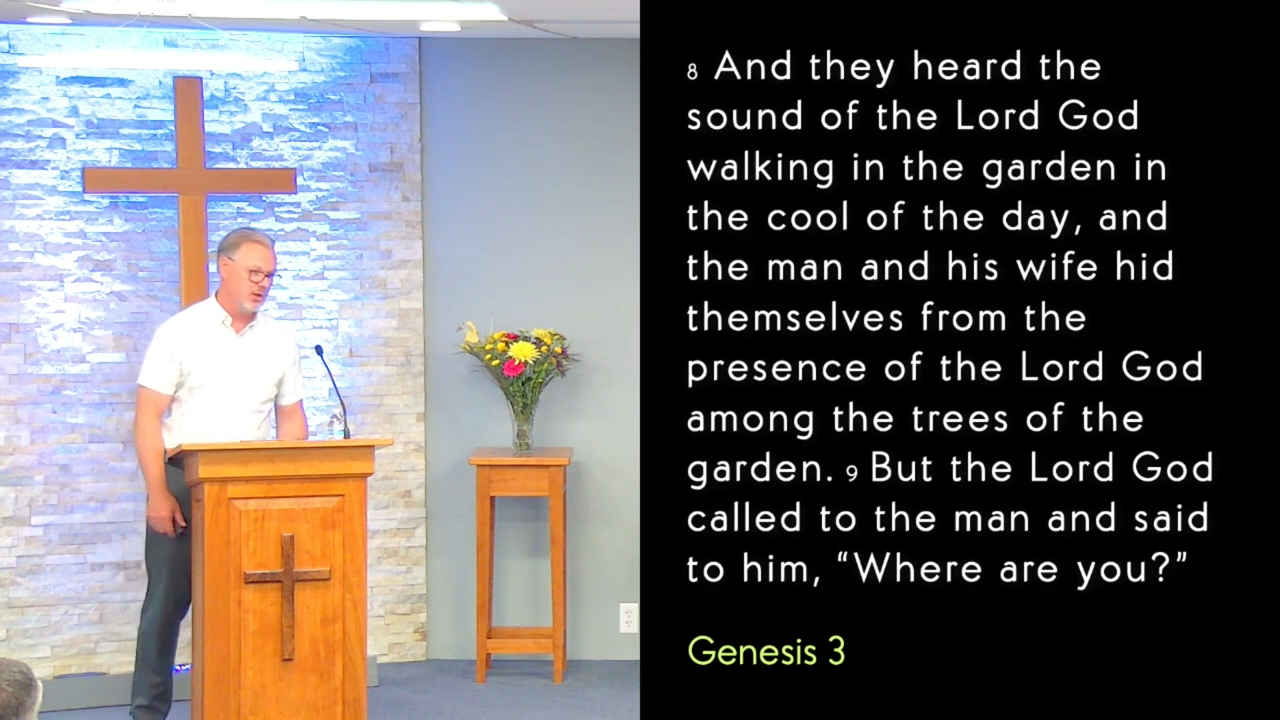 8 And they heard the
sound of the Lord God
walking in the garden in
the cool of the day, and
the man and his wife hid
themselves from the
presence of the Lord God
among the trees of the
garden. 9 But the Lord God
called to the man and said
to him, “Where are you?”
Genesis 3